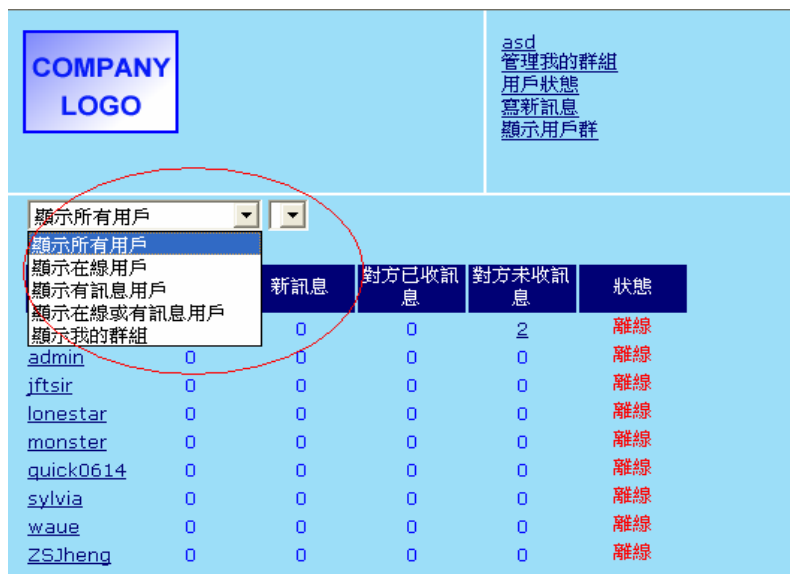 COMPANY
LOGO
asd
管理我的群組
用戶狀態
寫新訊息
顯示用戶群
顯示所有用戶
顯示所有用戶
顯示在線用戶
顯示有訊息用戶
顯示在線或有訊息用戶
顯示我的群組
新訊息 對方已收訊息 對方未收訊息 狀態
0 0 2 離線
admin 0 0 0 0 離線
jftsir 0 0 0 0 離線
lonestar 0 0 0 0 離線
monster 0 0 0 0 離線
quick0614 0 0 0 0 離線
sylvia 0 0 0 0 離線
waue 0 0 0 0 離線
ZSJheng 0 0 0 0 離線